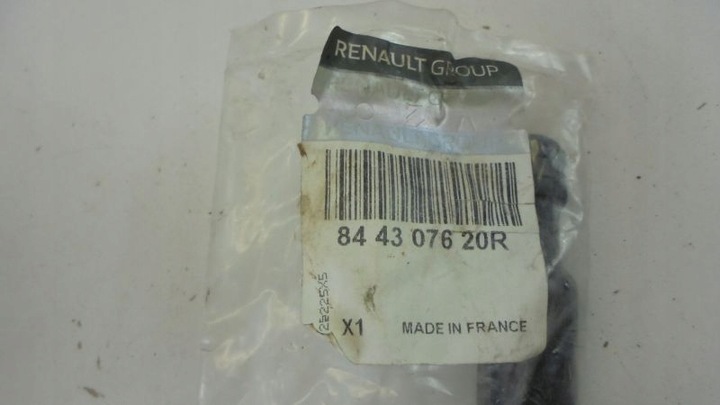 RENAULT GROUP
84 43 076 20R
X1
MADE IN FRANCE